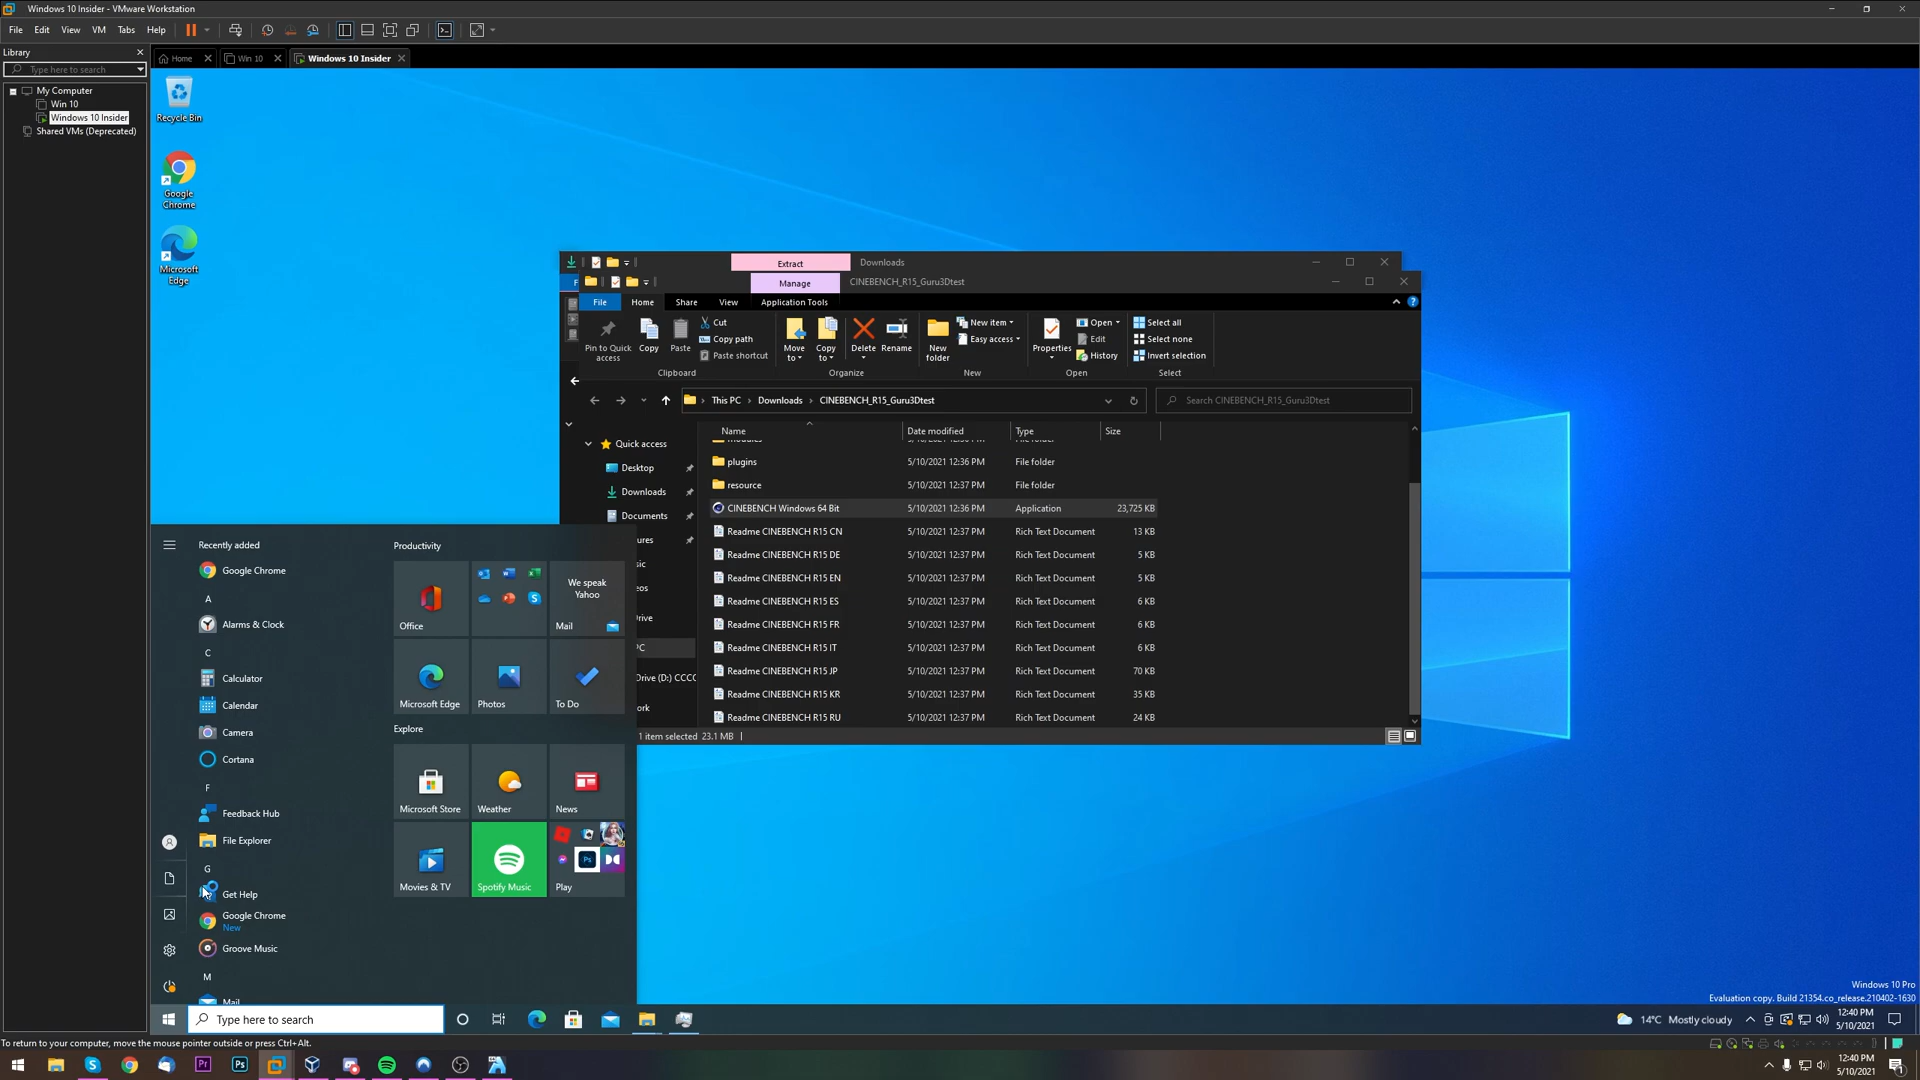 Windows 10 Insider - VMware Workstation
File Edit View VM Tabs Help
Library
Type here to search
Home
Win 10
Windows 10 Insider
My Computer
Win 10
Windows 10 Insider
Shared VMs (Deprecated)
Recycle Bin
Google
Chrome
Microsoft
Edge
Extract
Downloads
Manage
CINEBENCH_R15_Guru3Dtest
File Home Share View Application Tools
Pin to Quick
access
Copy
Paste
Cut
Copy path
Paste shortcut
Clipboard
Move
to
Copy
to
Delete
Rename
Organize
New
folder
New item
Easy access
New
Properties
Open
Edit
History
Open
Select all
Select none
Invert selection
Select
This PC
Downloads
CINEBENCH_R15_Guru3Dtest
Search CINEBENCH_R15_Guru3Dtest
Name Date modified Type Size
Quick access
Desktop
Downloads
Documents
ures
sic
eos
rive
PC
Drive (D:) CCC
ork
5/10/2021 12:36 PM File folder
plugins 5/10/2021 12:36 PM File folder
resource 5/10/2021 12:37 PM File folder
CINEBENCH Windows 64 Bit 5/10/2021 12:36 PM Application 23,725 KB
Readme CINEBENCH R15 CN 5/10/2021 12:37 PM Rich Text Document 13 KB
Readme CINEBENCH R15 DE 5/10/2021 12:37 PM Rich Text Document 5 KB
Readme CINEBENCH R15 EN 5/10/2021 12:37 PM Rich Text Document 5 KB
Readme CINEBENCH R15 ES 5/10/2021 12:37 PM Rich Text Document 6 KB
Readme CINEBENCH R15 FR 5/10/2021 12:37 PM Rich Text Document 6 KB
Readme CINEBENCH R15 IT 5/10/2021 12:37 PM Rich Text Document 6 KB
Readme CINEBENCH R15 JP 5/10/2021 12:37 PM Rich Text Document 70 KB
Readme CINEBENCH R15 KR 5/10/2021 12:37 PM Rich Text Document 35 KB
Readme CINEBENCH R15 RU 5/10/2021 12:37 PM Rich Text Document 24 KB
1 item selected 23.1 MB
Recently added
Google Chrome
A
Alarms & Clock
C
Calculator
Calendar
Camera
Cortana
F
Feedback Hub
File Explorer
G
Get Help
Google Chrome
New
Groove Music
M
Mail
Productivity
Office
We speak
Yahoo
Mail
Microsoft Edge
Photos
To Do
Explore
Microsoft Store
Weather
News
Movies & TV
Spotify Music
Play
Windows 10 Pro
Evaluation copy. Build 21354.co_release.210402-1630
Type here to search
14°C Mostly cloudy
12:40 PM
5/10/2021
To return to your computer, move the mouse pointer outside or press Ctrl+Alt.
Pr
Ps
12:40 PM
5/10/2021